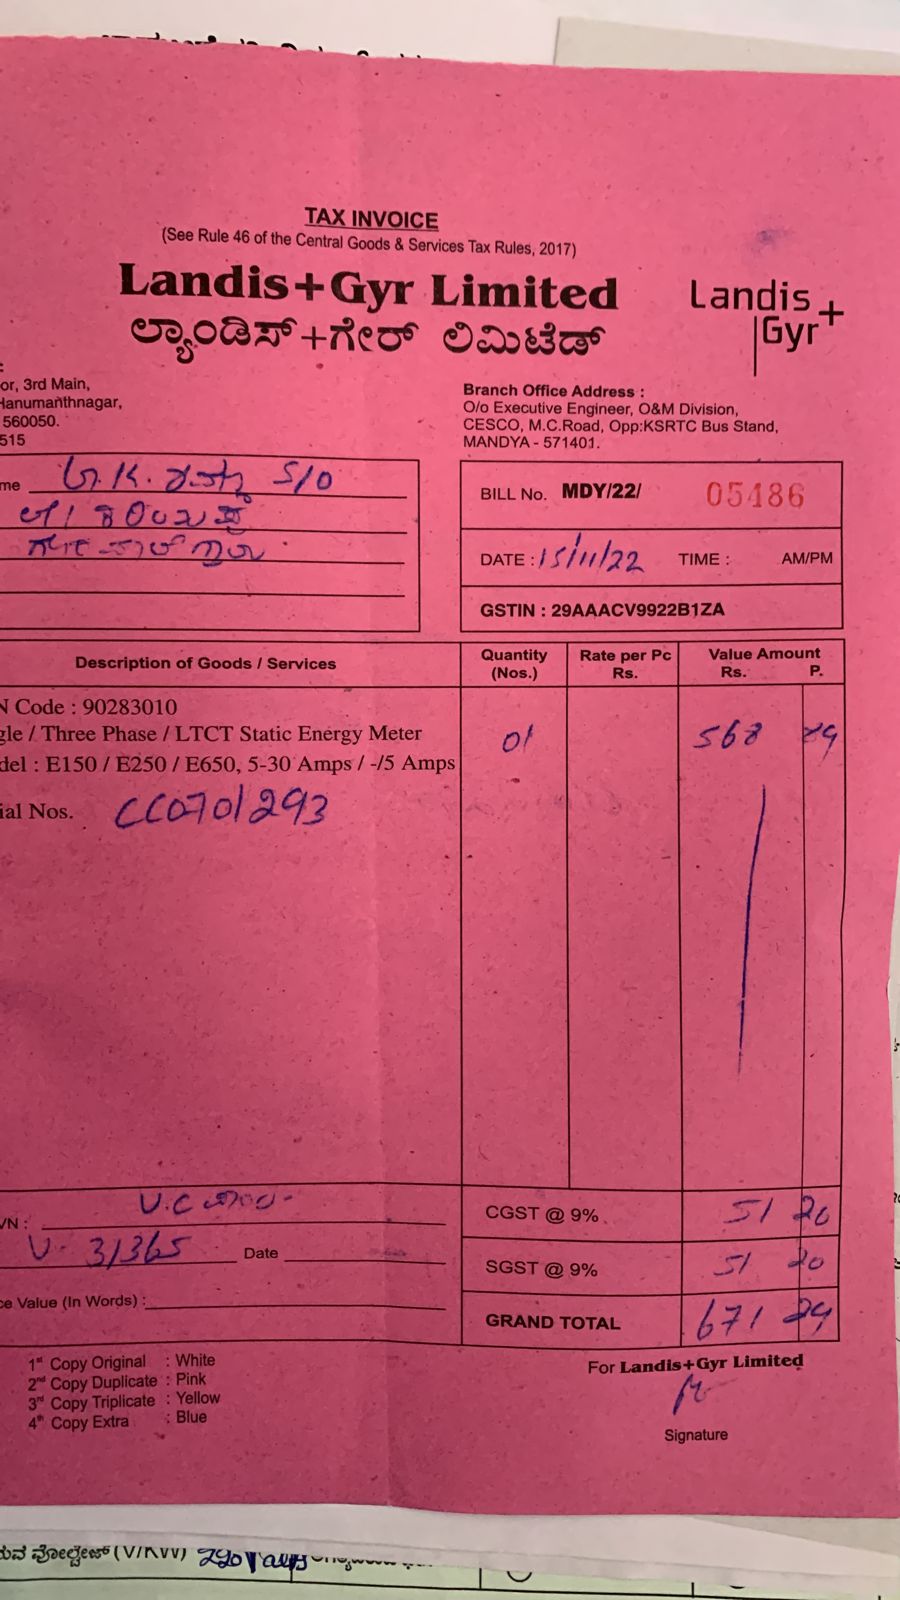 TAX INVOICE
(See Rule 46 of the Central Goods & Services Tax Rules, 2017)
Landis+Gyr Limited
ಲ್ಯಾಂಡಿಸ್+ಗೇರ್ ಲಿಮಿಟೆಡ್
Landis
Gyr+
or, 3rd Main,
Hanumanthnagar,
560050.
515
Branch Office Address :
O/o Executive Engineer, O&M Division,
CESCO, M.C.Road, Opp:KSRTC Bus Stand,
MANDYA - 571401.
me S/O
BILL No. MDY/22/ 05486
DATE : 15/11/22 TIME : AM/PM
GSTIN : 29AAACV9922B1ZA
Description of Goods / Services
Quantity (Nos.)
Rate per Pc Rs.
Value Amount
Rs. P.
N Code : 90283010
gle / Three Phase / LTCT Static Energy Meter 01 568
del : E150 / E250 / E650, 5-30 Amps / -/5 Amps
ial Nos. CC0701293
VN :
U. 31365 Date
ce Value (In Words) :
CGST @ 9% 51 20
SGST @ 9% 51 20
GRAND TOTAL 671 29
1st Copy Original : White
2nd Copy Duplicate : Pink
3rd Copy Triplicate : Yellow
4th Copy Extra : Blue
For Landis+Gyr Limited
Signature
ವೋಲ್ಟೇಜ್ (V/KW)